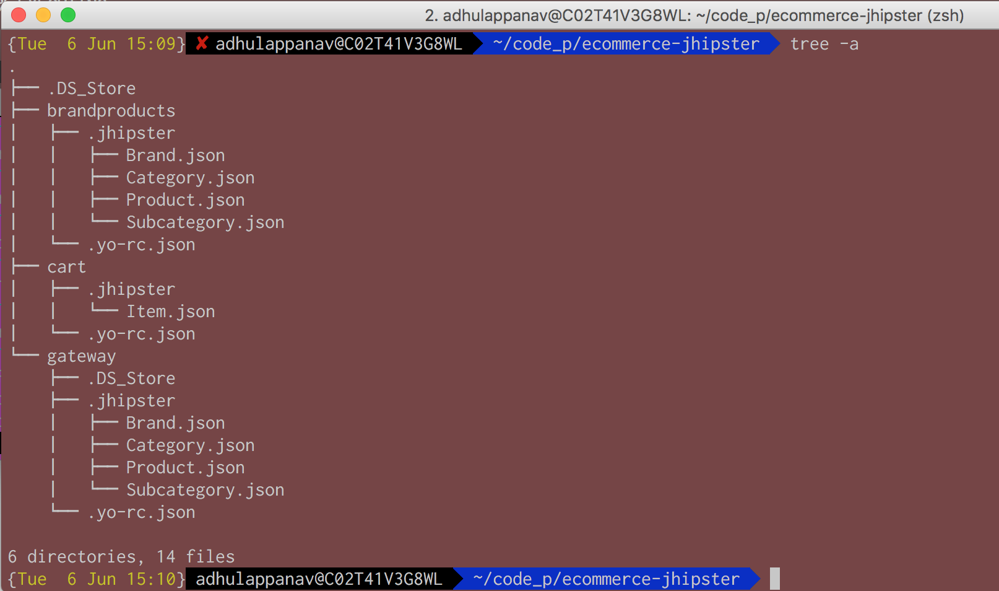 2. adhulappanav@C02T41V3G8WL: ~/code_p/ecommerce-jhipster (zsh)
{Tue  6 Jun 15:09} ✘ adhulappanav@C02T41V3G8WL  ~/code_p/ecommerce-jhipster  tree -a
.
├── .DS_Store
├── brandproducts
│   ├── .jhipster
│   │   ├── Brand.json
│   │   ├── Category.json
│   │   ├── Product.json
│   │   └── Subcategory.json
│   └── .yo-rc.json
├── cart
│   ├── .jhipster
│   │   └── Item.json
│   └── .yo-rc.json
└── gateway
    ├── .DS_Store
    ├── .jhipster
    │   ├── Brand.json
    │   ├── Category.json
    │   ├── Product.json
    │   └── Subcategory.json
    └── .yo-rc.json
6 directories, 14 files
{Tue  6 Jun 15:10} adhulappanav@C02T41V3G8WL  ~/code_p/ecommerce-jhipster